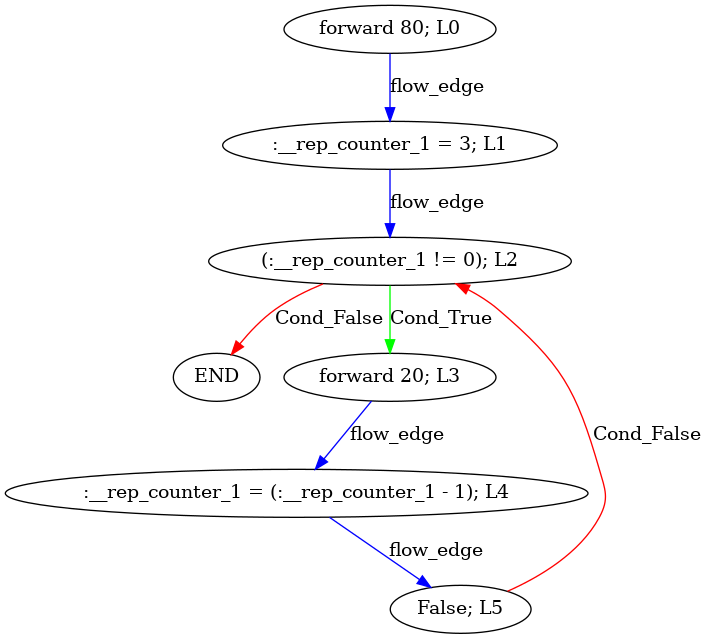 forward 80; L0
flow_edge
:__rep_counter_1 = 3; L1
flow_edge
(:__rep_counter_1 != 0); L2
Cond_False
Cond_True
END
forward 20; L3
flow_edge
Cond_False
:__rep_counter_1 = (:__rep_counter_1 - 1); L4
flow_edge
False; L5